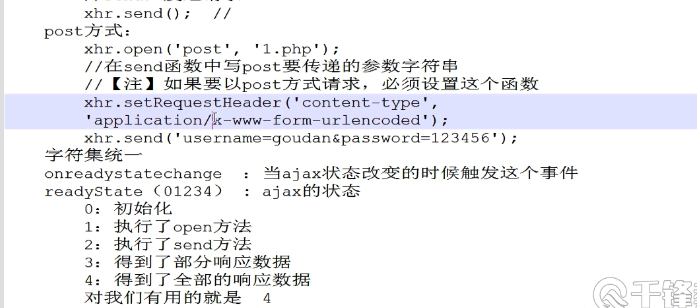 xhr.send();  //
post方式:
xhr.open('post', '1.php');
//在send函数中写post要传递的参数字符串
//【注】如果要以post方式请求，必须设置这个函数
xhr.setRequestHeader('content-type',
'application/x-www-form-urlencoded');
xhr.send('username=goudan&password=123456');
字符集统一
onreadystatechange : 当ajax状态改变的时候触发这个事件
readyState（01234）: ajax的状态
0: 初始化
1: 执行了open方法
2: 执行了send方法
3: 得到了部分响应数据
4: 得到了全部的响应数据
对我们有用的就是 4
千锋